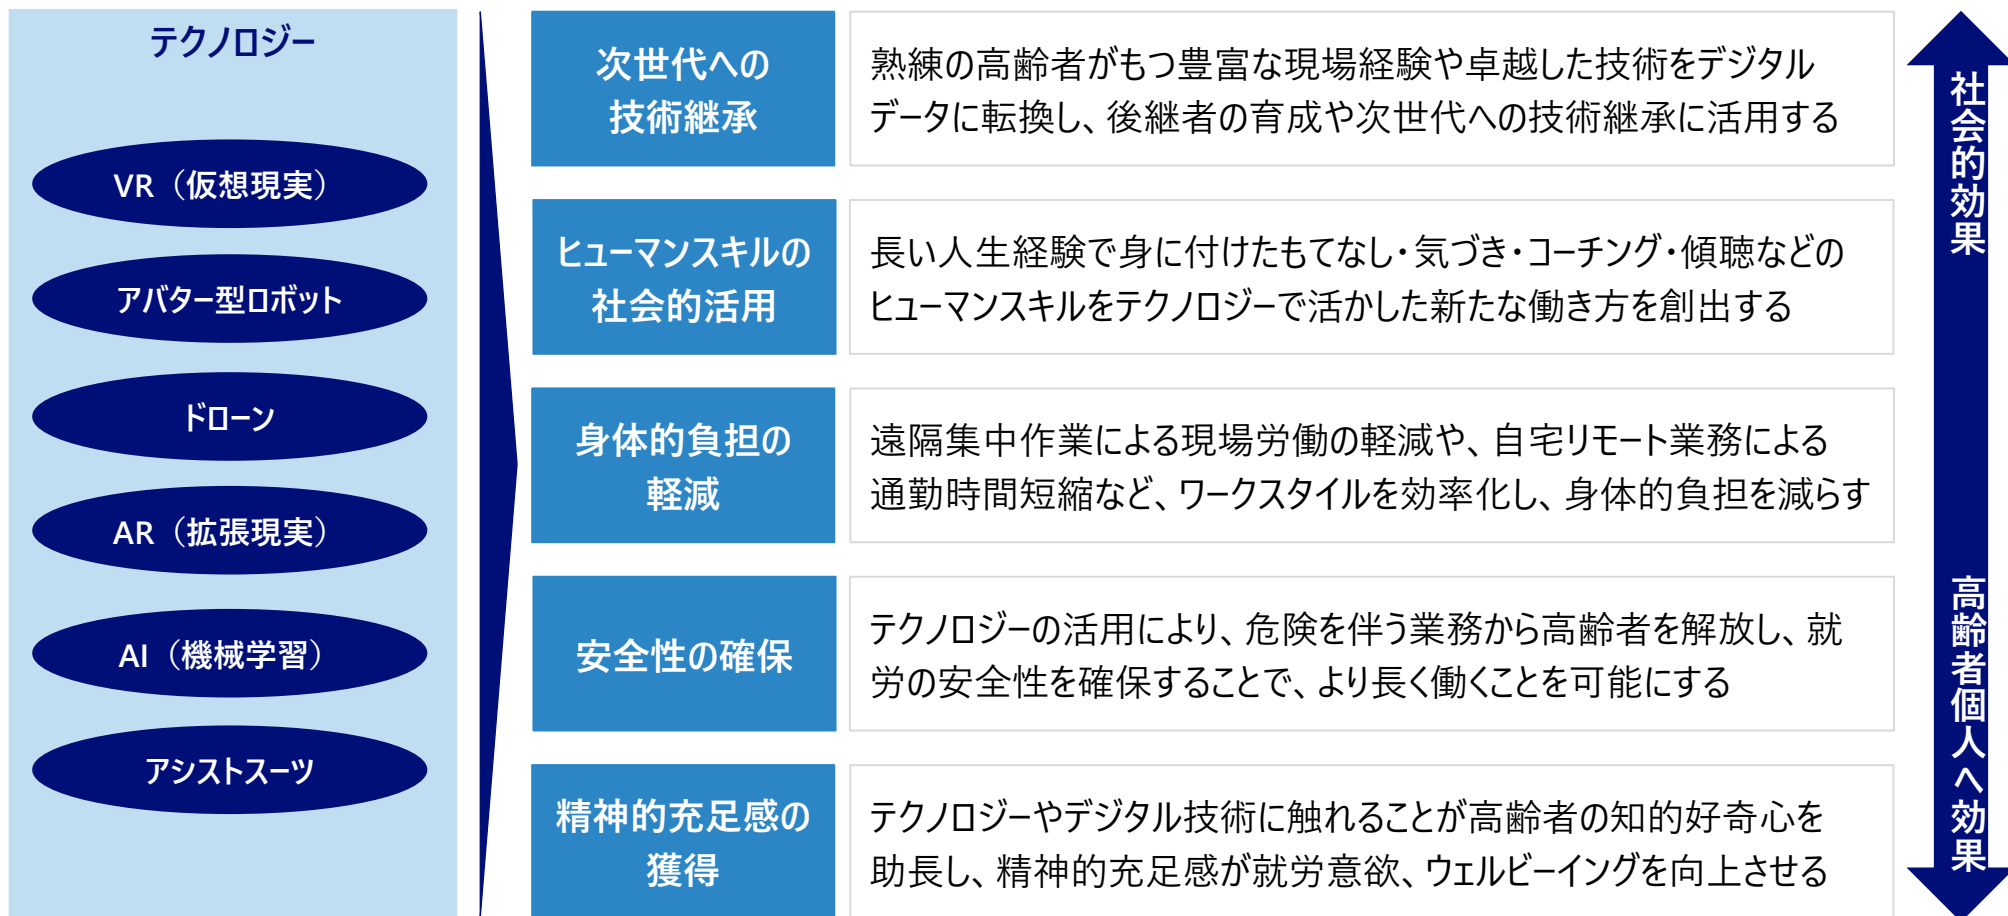 テクノロジー
VR（仮想現実）
アバター型ロボット
ドローン
AR（拡張現実）
AI（機械学習）
アシストスーツ
次世代への
技術継承
熟練の高齢者がもつ豊富な現場経験や卓越した技術をデジタル
データに転換し、後継者の育成や次世代への技術継承に活用する
ヒューマンスキルの
社会的活用
長い人生経験で身に付けたもてなし・気づき・コーチング・傾聴などの
ヒューマンスキルをテクノロジーで活かした新たな働き方を創出する
身体的負担の
軽減
遠隔集中作業による現場労働の軽減や、自宅リモート業務による
通勤時間短縮など、ワークスタイルを効率化し、身体的負担を減らす
安全性の確保
テクノロジーの活用により、危険を伴う業務から高齢者を解放し、就
労の安全性を確保することで、より長く働くことを可能にする
精神的充足感の
獲得
テクノロジーやデジタル技術に触れることが高齢者の知的好奇心を
助長し、精神的充足感が就労意欲、ウェルビーイングを向上させる
社会的効果
高齢者個人へ効果